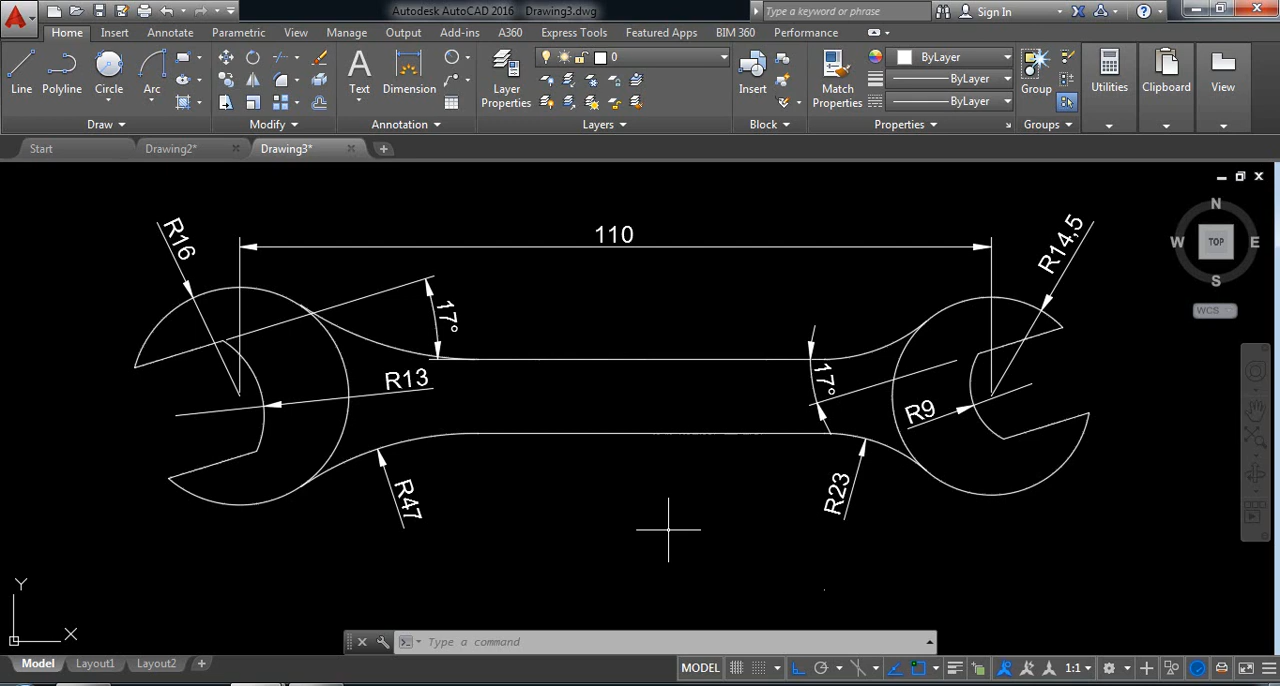 Autodesk AutoCAD 2016 Drawing3.dwg
Type a keyword or phrase
Sign In
Home Insert Annotate Parametric View Manage Output Add-ins A360 Express Tools Featured Apps BIM 360 Performance
Line Polyline Circle Arc
Text Dimension
Layer Properties
0
Insert
Match Properties
ByLayer
ByLayer
ByLayer
Group
Utilities
Clipboard
View
Draw Modify Annotation Layers Block Properties Groups
Start Drawing2* Drawing3*
N
W TOP E
S
WCS
R16
110
R14,5
17°
17°
R13
R9
R47
R23
Y
X
Type a command
Model Layout1 Layout2
MODEL
1:1